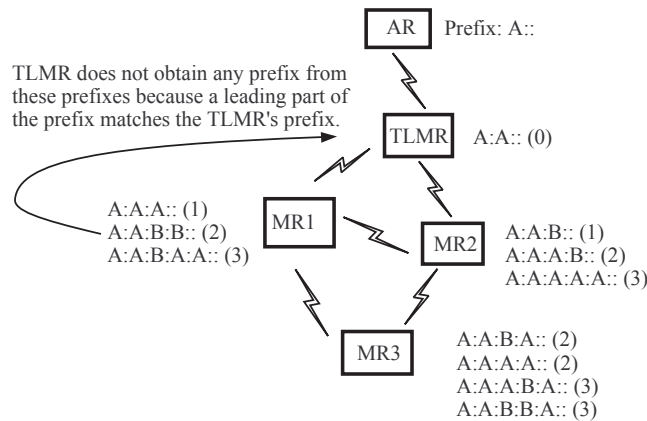 AR Prefix: A::
TLMR does not obtain any prefix from
these prefixes because a leading part of
the prefix matches the TLMR's prefix.
TLMR A:A:: (0)
A:A:A:: (1)
A:A:B:B:: (2)
A:A:B:A:A:: (3)
MR1
MR2
A:A:B:: (1)
A:A:A:B:: (2)
A:A:A:A:A:: (3)
MR3
A:A:B:A:: (2)
A:A:A:A:: (2)
A:A:A:B:A:: (3)
A:A:B:B:A:: (3)